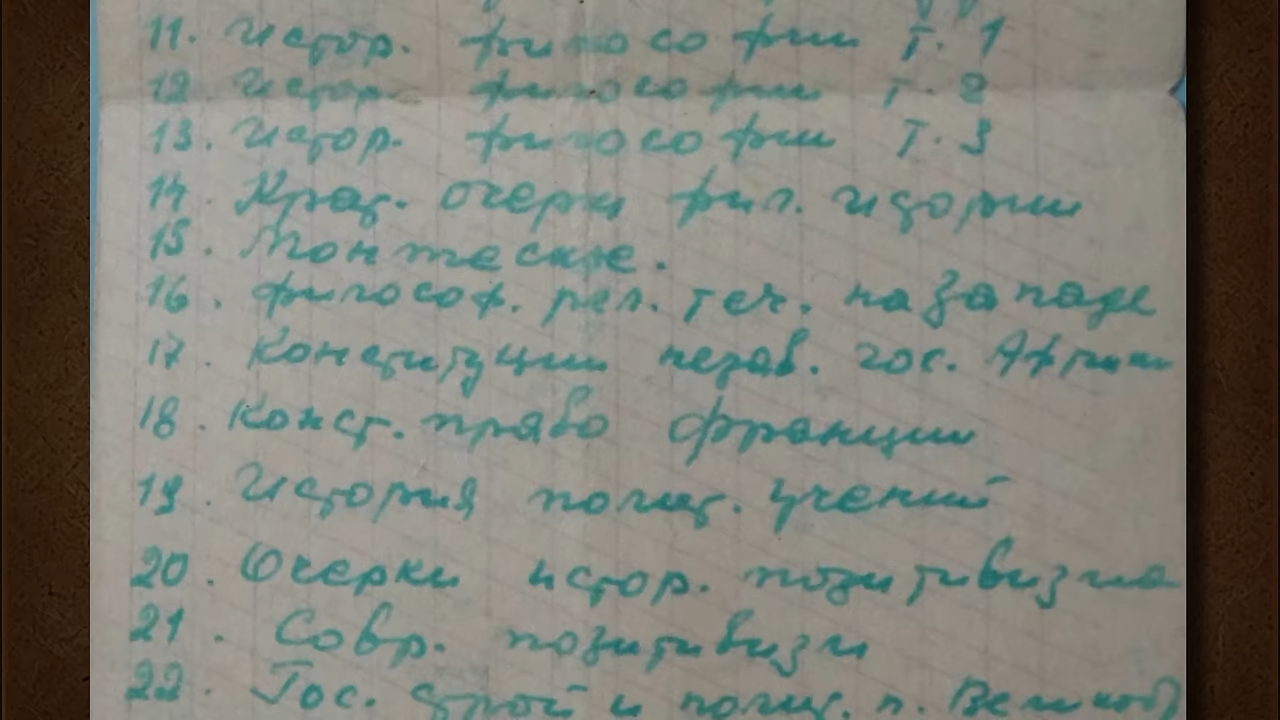 11. Истор. философии т. 1
12 Истор. философии т. 2
13. Истор. философии т. 3
14. Крат. очерки фил. истории
15. Монтескье.
16. Философ. рел. теч. на Западе
17. Конституции незав. гос. Африки
18. Конст. право Франции
19. История полит. учений
20. Очерки истор. позитивизма
21. Совр. позитивизм
22. Гос. строй и полит. п. Великоб